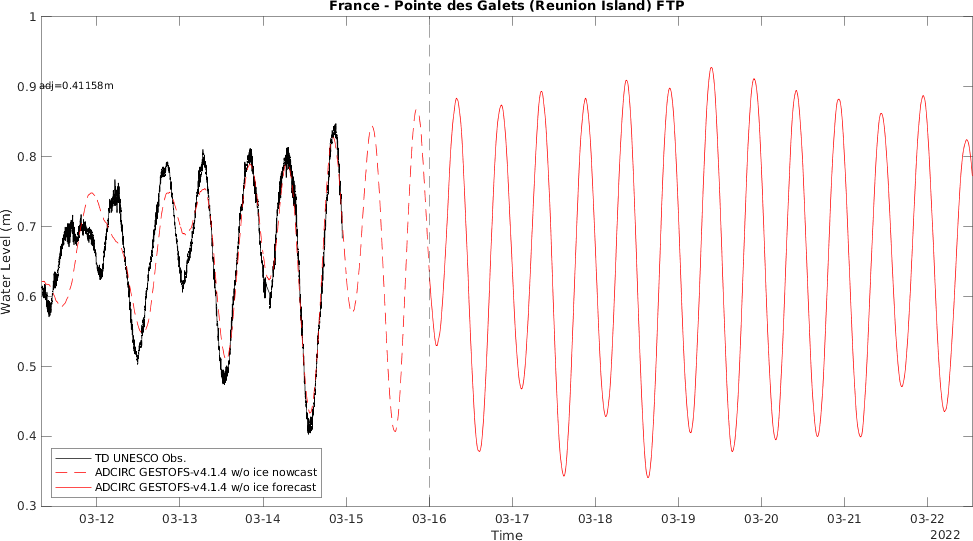 France - Pointe des Galets (Reunion Island) FTP
1
0.9
adj=0.41158m
0.8
0.7
0.6
0.5
0.4
0.3
Water Level (m)
TD UNESCO Obs.
ADCIRC GESTOFS-v4.1.4 w/o ice nowcast
ADCIRC GESTOFS-v4.1.4 w/o ice forecast
03-12 03-13 03-14 03-15 03-16 03-17 03-18 03-19 03-20 03-21 03-22
Time
2022